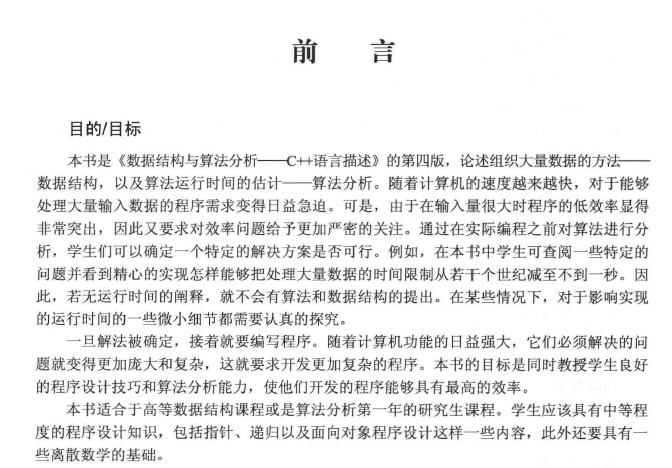 前 言
目的/目标
本书是《数据结构与算法分析——C++语言描述》的第四版，论述组织大量数据的方法——
数据结构，以及算法运行时间的估计——算法分析。随着计算机的速度越来越快，对于能够
处理大量输入数据的程序需求变得日益急迫。可是，由于在输入量很大时程序的低效率显得
非常突出，因此又要求对效率问题给予更加严密的关注。通过在实际编程之前对算法进行分
析，学生们可以确定一个特定的解决方案是否可行。例如，在本书中学生可查阅一些特定的
问题并看到精心的实现怎样能够把处理大量数据的时间限制从若干个世纪减至不到一秒。因
此，若无运行时间的阐释，就不会有算法和数据结构的提出。在某些情况下，对于影响实现
的运行时间的一些微小细节都需要认真的探究。
一旦解法被确定，接着就要编写程序。随着计算机功能的日益强大，它们必须解决的问
题就变得更加庞大和复杂，这就要求开发更加复杂的程序。本书的目标是同时教授学生良好
的程序设计技巧和算法分析能力，使他们开发的程序能够具有最高的效率。
本书适合于高等数据结构课程或是算法分析第一年的研究生课程。学生应该具有中等程
度的程序设计知识，包括指针、递归以及面向对象程序设计这样一些内容，此外还要具有一
些离散数学的基础。